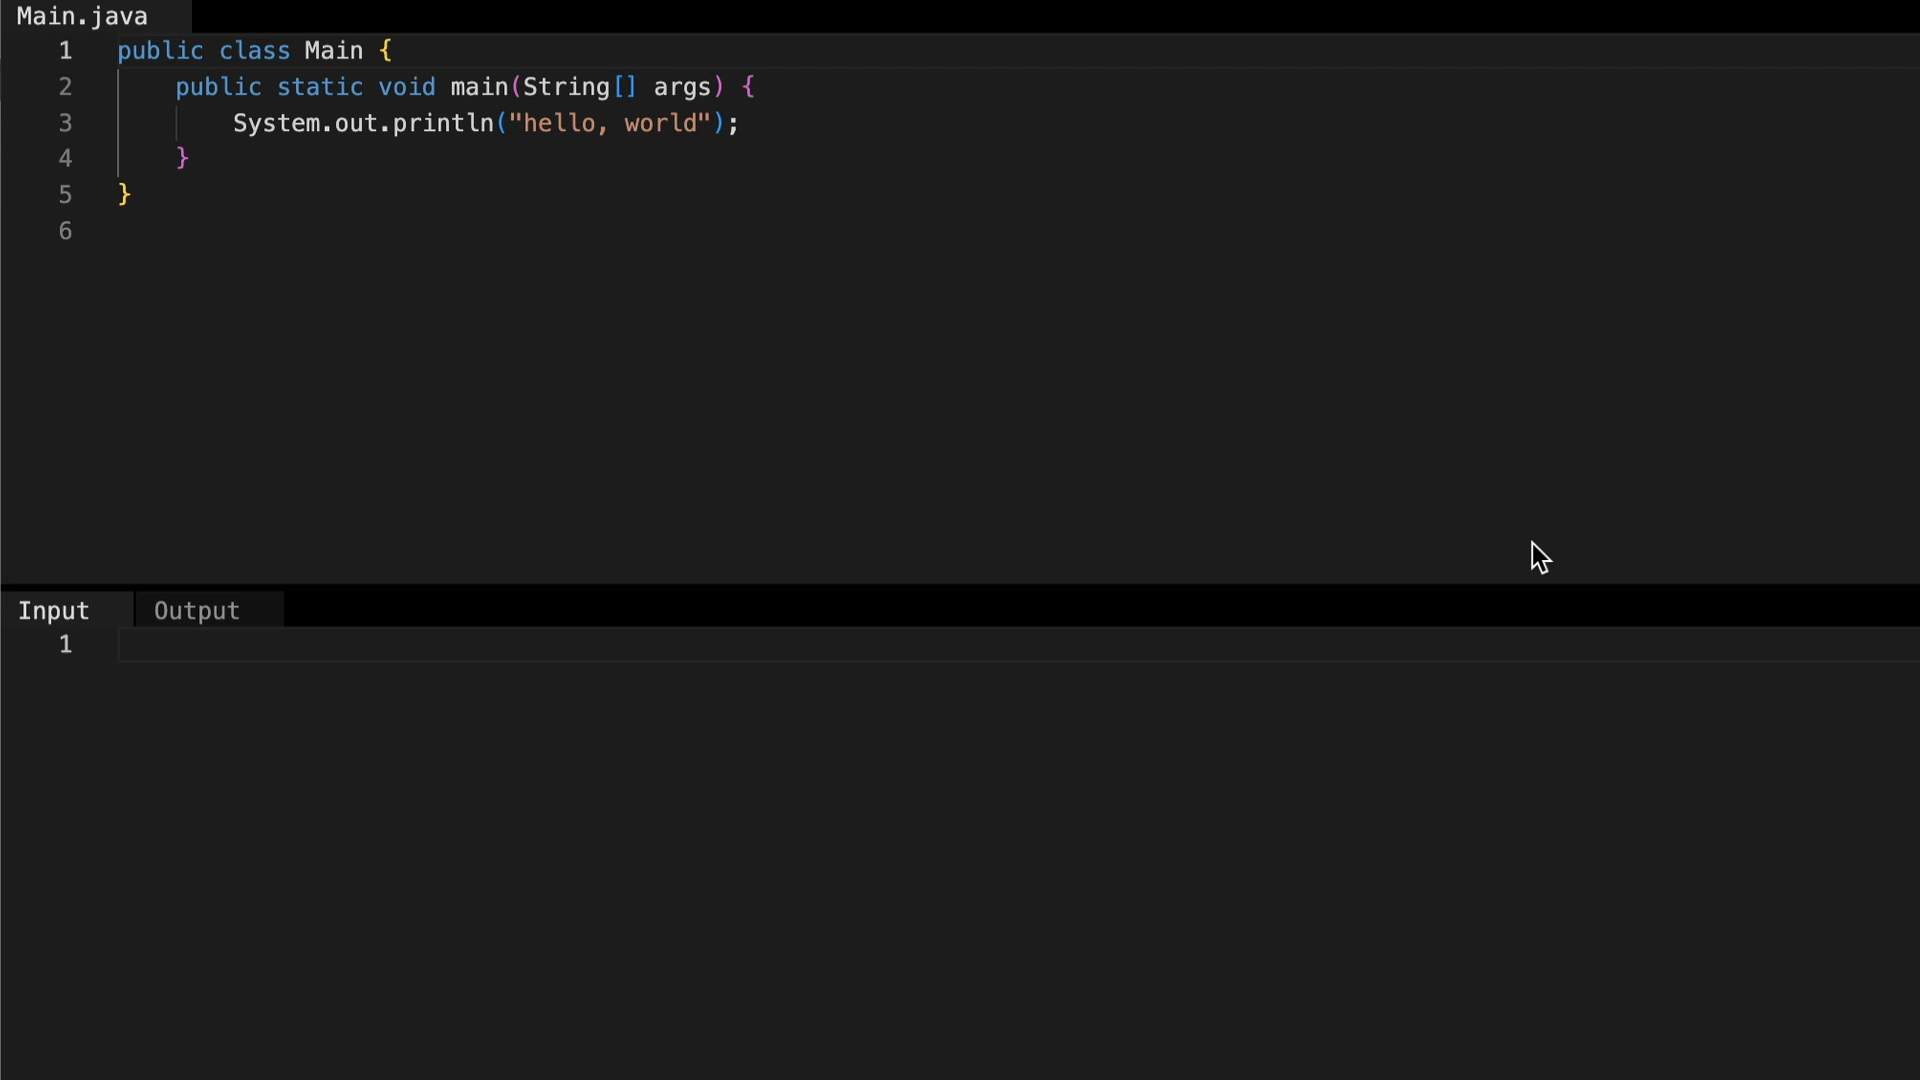 Main.java
1 public class Main {
2     public static void main(String[] args) {
3         System.out.println("hello, world");
4     }
5 }
6
Input Output
1